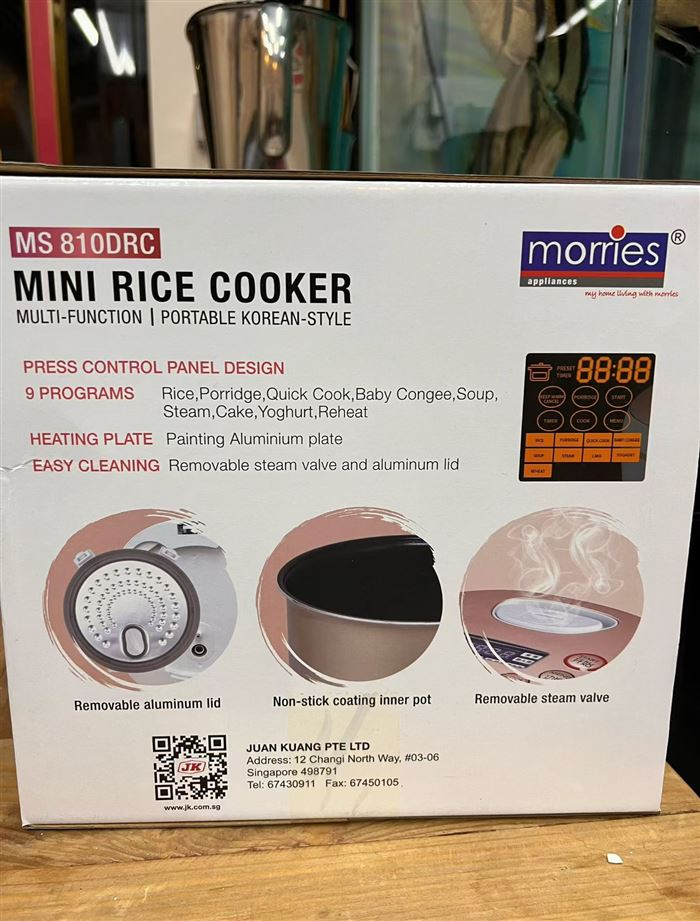 MS 810DRC
MINI RICE COOKER
MULTI-FUNCTION | PORTABLE KOREAN-STYLE
morries ®
appliances
my home living with morries
PRESS CONTROL PANEL DESIGN
9 PROGRAMS Rice,Porridge,Quick Cook,Baby Congee,Soup,
Steam,Cake,Yoghurt,Reheat
HEATING PLATE Painting Aluminium plate
EASY CLEANING Removable steam valve and aluminum lid
PRESET
TIMER
88:88
KEEP WARM
CANCEL
PORRIDGE
START
TIMER
COOK
MENU
RICE
PORRIDGE
QUICK COOK
BABY CONGEE
SOUP
STEAM
CAKE
YOGHURT
REHEAT
Removable aluminum lid
Non-stick coating inner pot
Removable steam valve
JK
www.jk.com.sg
JUAN KUANG PTE LTD
Address: 12 Changi North Way, #03-06
Singapore 498791
Tel: 67430911 Fax: 67450105